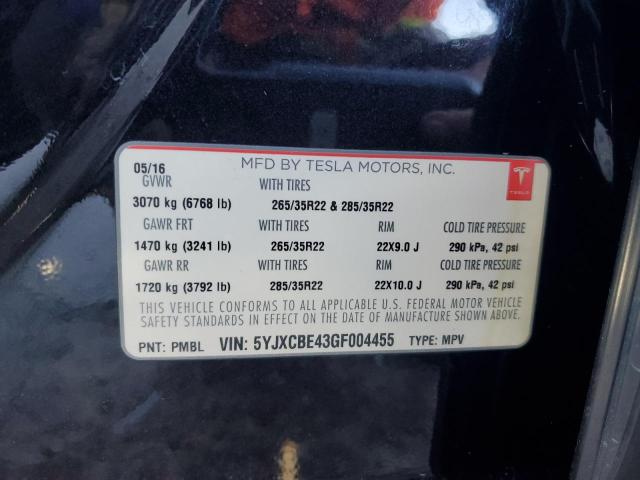 05/16 MFD BY TESLA MOTORS, INC.
GVWR WITH TIRES
3070 kg (6768 lb) 265/35R22 & 285/35R22
GAWR FRT WITH TIRES RIM COLD TIRE PRESSURE
1470 kg (3241 lb) 265/35R22 22X9.0 J 290 kPa, 42 psi
GAWR RR WITH TIRES RIM COLD TIRE PRESSURE
1720 kg (3792 lb) 285/35R22 22X10.0 J 290 kPa, 42 psi
THIS VEHICLE CONFORMS TO ALL APPLICABLE U.S. FEDERAL MOTOR VEHICLE
SAFETY STANDARDS IN EFFECT ON THE DATE OF MANUFACTURE SHOWN ABOVE.
PNT: PMBL VIN: 5YJXCBE43GF004455 TYPE: MPV
TESLA